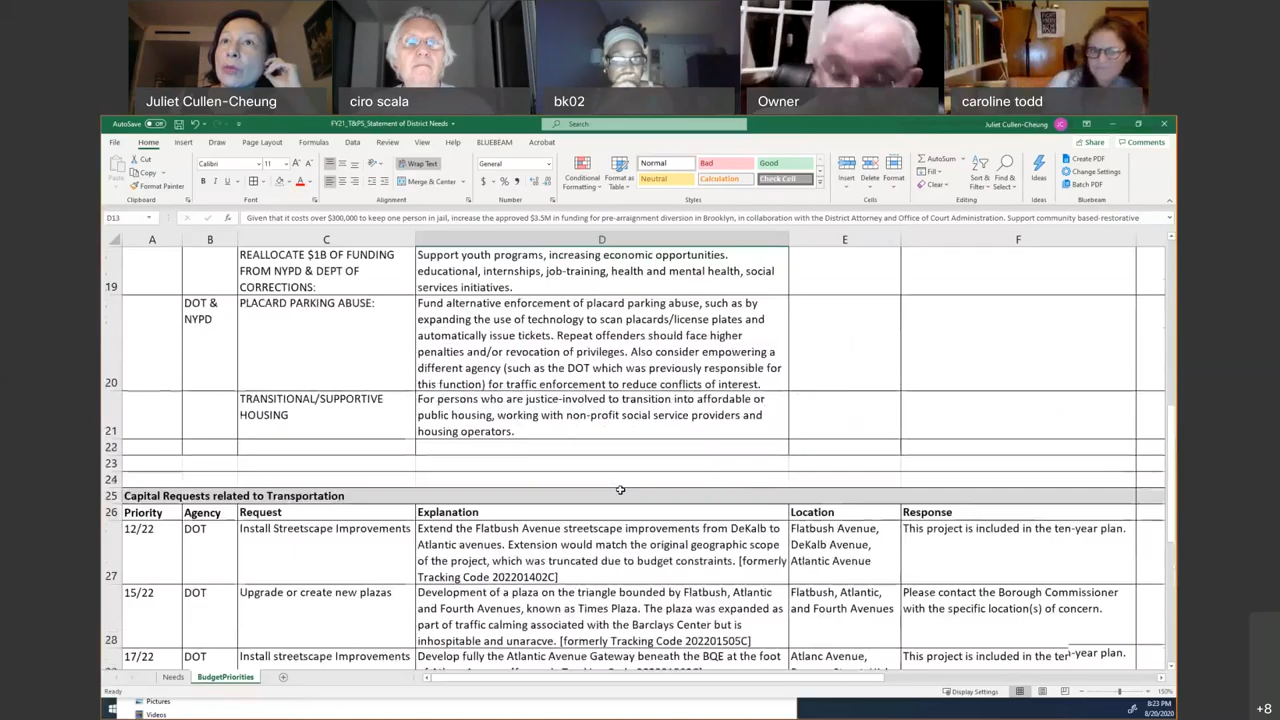 Juliet Cullen-Cheung
ciro scala
bk02
Owner
caroline todd
AutoSave Off
FY21_T&PS_Statement of District Needs
Search
Juliet Cullen-Cheung
File Home Insert Draw Page Layout Formulas Data Review View Help BLUEBEAM Acrobat
Share Comments
Paste
Cut
Copy
Format Painter
Clipboard
Calibri 11
Font
Wrap Text
Merge & Center
Alignment
General
Number
Conditional Formatting
Format as Table
Normal Bad Good
Neutral Calculation Check Cell
Styles
Insert Delete Format
Cells
AutoSum
Fill
Clear
Sort & Filter
Find & Select
Editing
Ideas
Ideas
Create PDF
Change Settings
Batch PDF
Bluebeam
D13
Given that it costs over $300,000 to keep one person in jail, increase the approved $3.5M in funding for pre-arraignment diversion in Brooklyn, in collaboration with the District Attorney and Office of Court Administration. Support community based-restorative
A B C D E F
19
REALLOCATE $1B OF FUNDING
FROM NYPD & DEPT OF
CORRECTIONS:
Support youth programs, increasing economic opportunities.
educational, internships, job-training, health and mental health, social
services initiatives.
20
DOT &
NYPD
PLACARD PARKING ABUSE:
Fund alternative enforcement of placard parking abuse, such as by
expanding the use of technology to scan placards/license plates and
automatically issue tickets. Repeat offenders should face higher
penalties and/or revocation of privileges. Also consider empowering a
different agency (such as the DOT which was previously responsible for
this function) for traffic enforcement to reduce conflicts of interest.
21
TRANSITIONAL/SUPPORTIVE
HOUSING
For persons who are justice-involved to transition into affordable or
public housing, working with non-profit social service providers and
housing operators.
22
23
24
25 Capital Requests related to Transportation
26 Priority Agency Request Explanation Location Response
27
12/22 DOT Install Streetscape Improvements
Extend the Flatbush Avenue streetscape improvements from DeKalb to
Atlantic avenues. Extension would match the original geographic scope
of the project, which was truncated due to budget constraints. [formerly
Tracking Code 202201402C]
Flatbush Avenue,
DeKalb Avenue,
Atlantic Avenue
This project is included in the ten-year plan.
28
15/22 DOT Upgrade or create new plazas
Development of a plaza on the triangle bounded by Flatbush, Atlantic
and Fourth Avenues, known as Times Plaza. The plaza was expanded as
part of traffic calming associated with the Barclays Center but is
inhospitable and unaracve. [formerly Tracking Code 202201505C]
Flatbush, Atlantic,
and Fourth Avenues
Please contact the Borough Commissioner
with the specific location(s) of concern.
17/22 DOT Install streetscape Improvements
Develop fully the Atlantic Avenue Gateway beneath the BQE at the foot
Atlanc Avenue,
This project is included in the ten-year plan.
Needs BudgetPriorities
Ready
Display Settings
150%
Pictures
Videos
8:23 PM
8/20/2020
+8